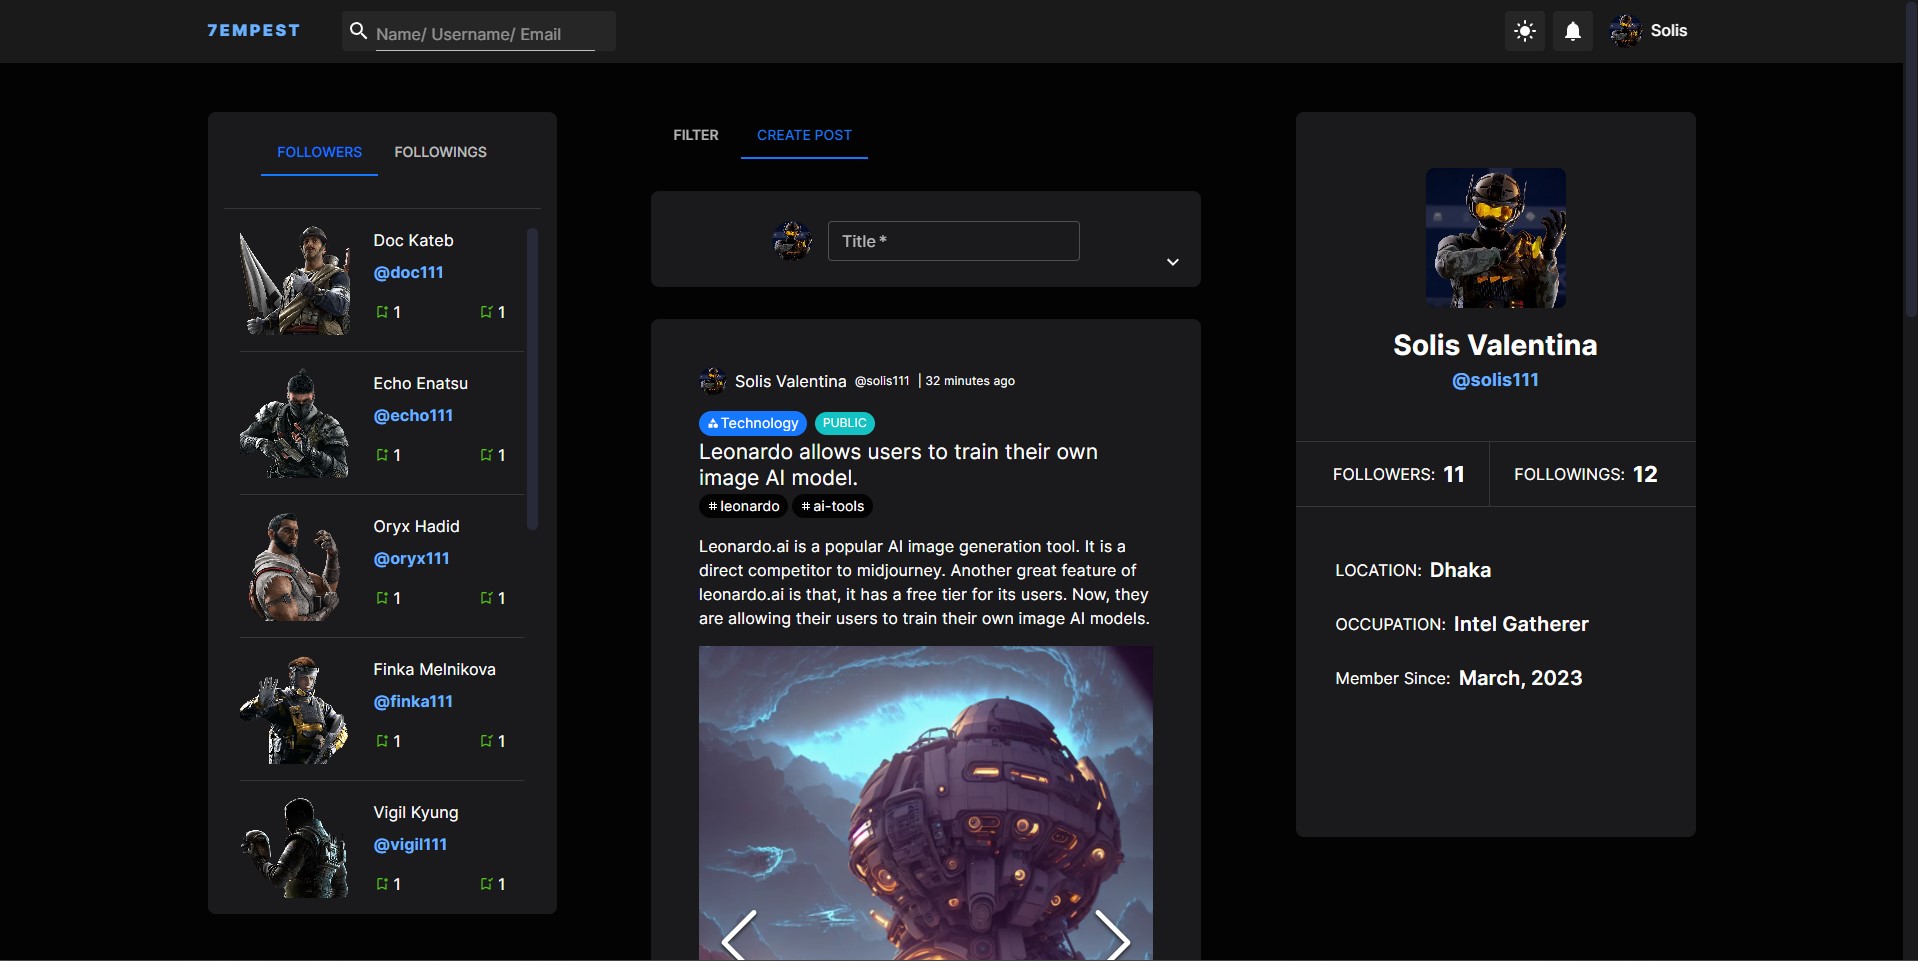 7EMPEST
Name/ Username/ Email
Solis
FOLLOWERS
FOLLOWINGS
Doc Kateb
@doc111
1
1
Echo Enatsu
@echo111
1
1
Oryx Hadid
@oryx111
1
1
Finka Melnikova
@finka111
1
1
Vigil Kyung
@vigil111
1
1
FILTER
CREATE POST
Title *
Solis Valentina @solis111 | 32 minutes ago
Technology PUBLIC
Leonardo allows users to train their own
image AI model.
# leonardo # ai-tools
Leonardo.ai is a popular AI image generation tool. It is a
direct competitor to midjourney. Another great feature of
leonardo.ai is that, it has a free tier for its users. Now, they
are allowing their users to train their own image AI models.
Solis Valentina
@solis111
FOLLOWERS: 11
FOLLOWINGS: 12
LOCATION: Dhaka
OCCUPATION: Intel Gatherer
Member Since: March, 2023